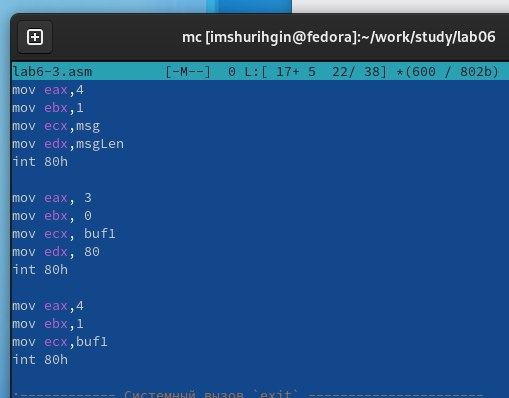 mc [imshurihgin@fedora]:~/work/study/lab06
lab6-3.asm [-M--] 0 L:[ 17+ 5 22/ 38] *(600 / 802b)
mov eax,4
mov ebx,1
mov ecx,msg
mov edx,msgLen
int 80h
mov eax, 3
mov ebx, 0
mov ecx, buf1
mov edx, 80
int 80h
mov eax,4
mov ebx,1
mov ecx,buf1
int 80h
;------------ Системный вызов `exit` ----------------------